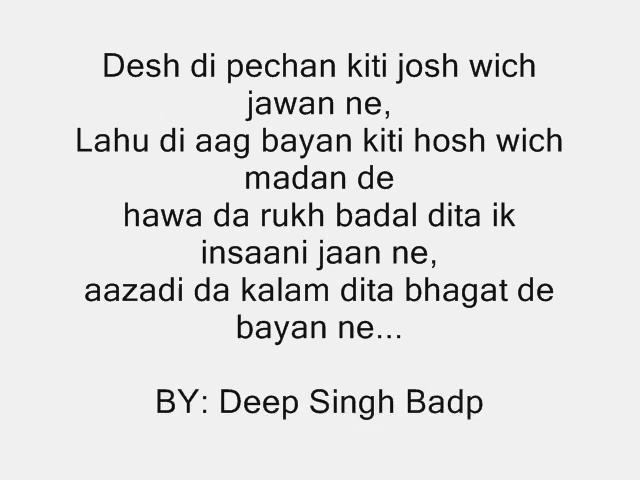 Desh di pechan kiti josh wich
jawan ne,
Lahu di aag bayan kiti hosh wich
madan de
hawa da rukh badal dita ik
insaani jaan ne,
aazadi da kalam dita bhagat de
bayan ne...
BY: Deep Singh Badp